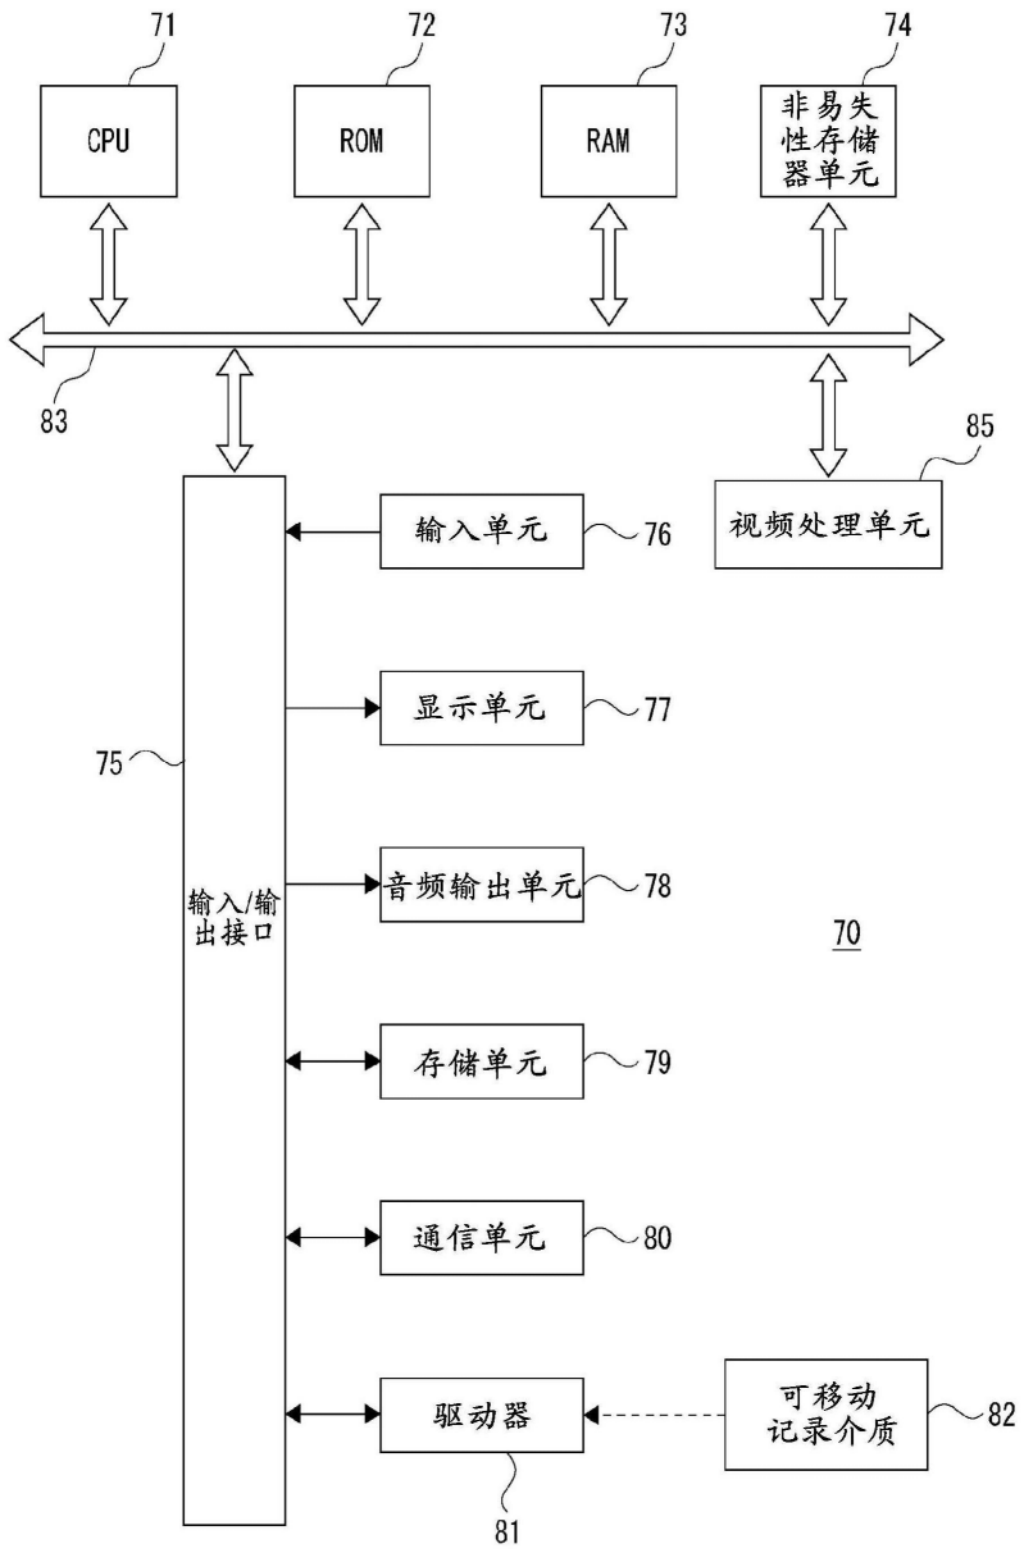 71
72
73
74
CPU
ROM
RAM
非易失
性存储
器单元
83
85
输入单元
76
视频处理单元
显示单元
77
75
输入/输
出接口
音频输出单元
78
70
存储单元
79
通信单元
80
驱动器
可移动
记录介质
82
81